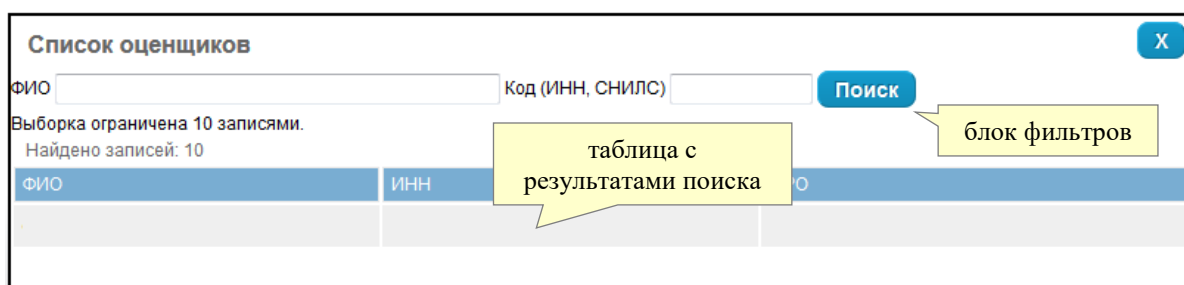 Список оценщиков
X
ФИО Код (ИНН, СНИЛС) Поиск
блок фильтров
Выборка ограничена 10 записями.
Найдено записей: 10
таблица с
результатами поиска
ФИО ИНН